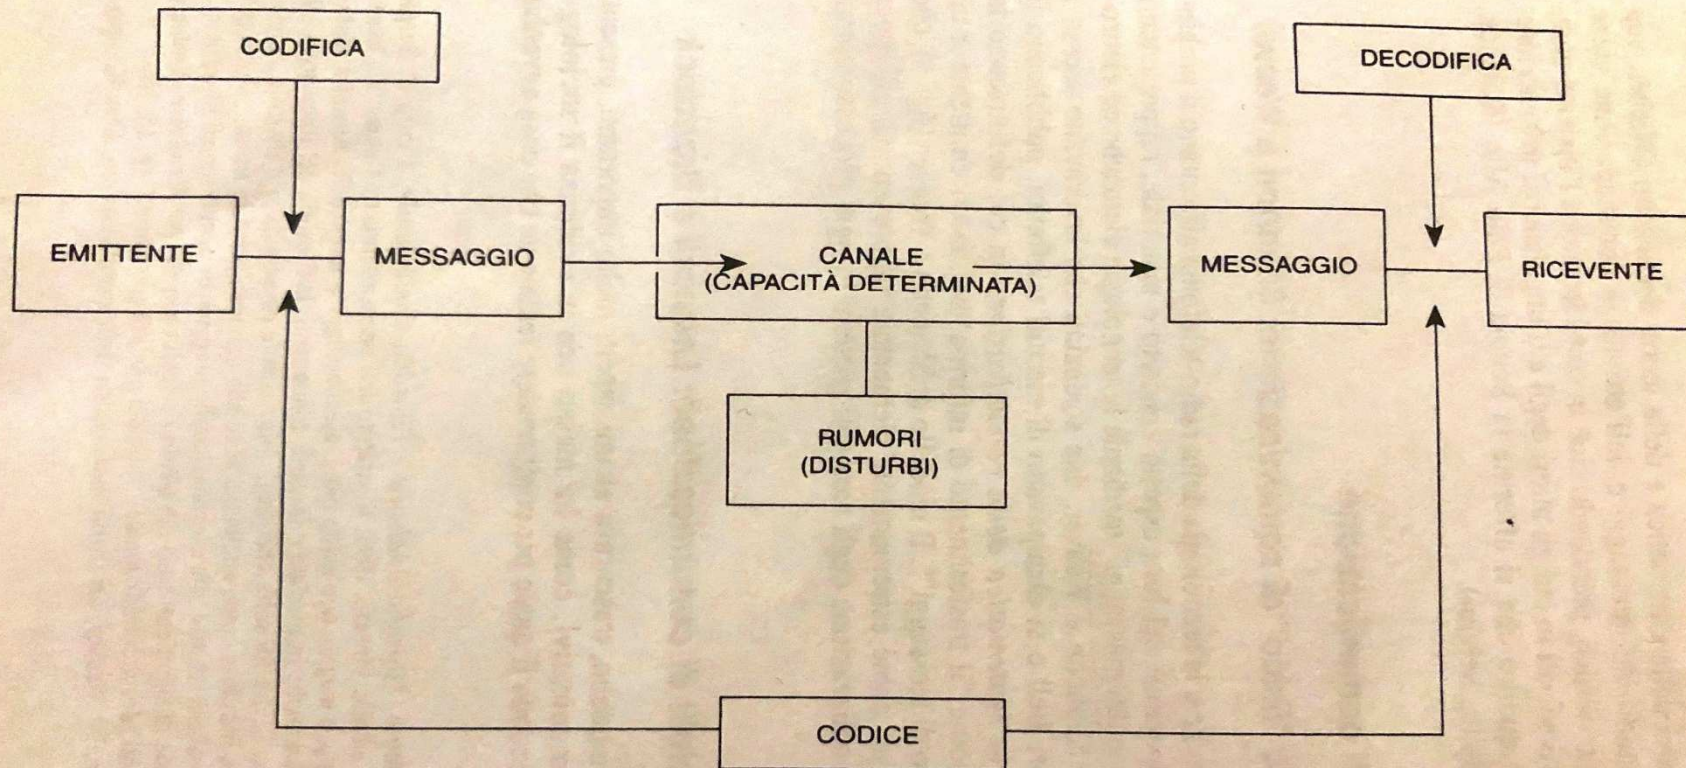 CODIFICA
DECODIFICA
EMITTENTE
MESSAGGIO
CANALE
(CAPACITÀ DETERMINATA)
MESSAGGIO
RICEVENTE
RUMORI
(DISTURBI)
CODICE